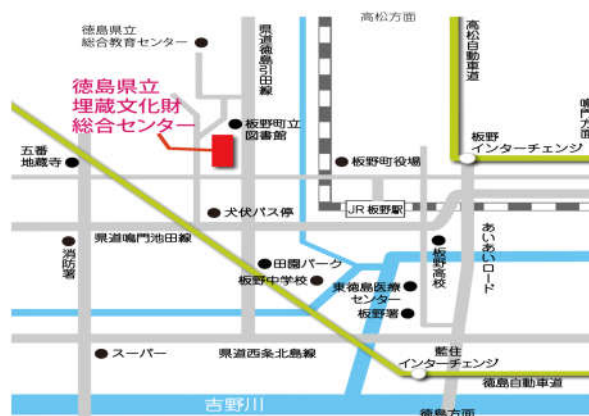 高松方面
徳島県立
総合教育センター
県道徳島引田線
高松自動車道
鳴門方面
徳島県立
埋蔵文化財
総合センター
板野町立
図書館
板野
インターチェンジ
五番
地蔵寺
板野町役場
JR 板野駅
犬伏バス停
県道鳴門池田線
消防署
あいあいロード
板野高校
田園パーク
板野中学校
東徳島医療
センター
板野署
藍住
インターチェンジ
スーパー
県道西条北島線
徳島自動車道
吉野川
徳島方面